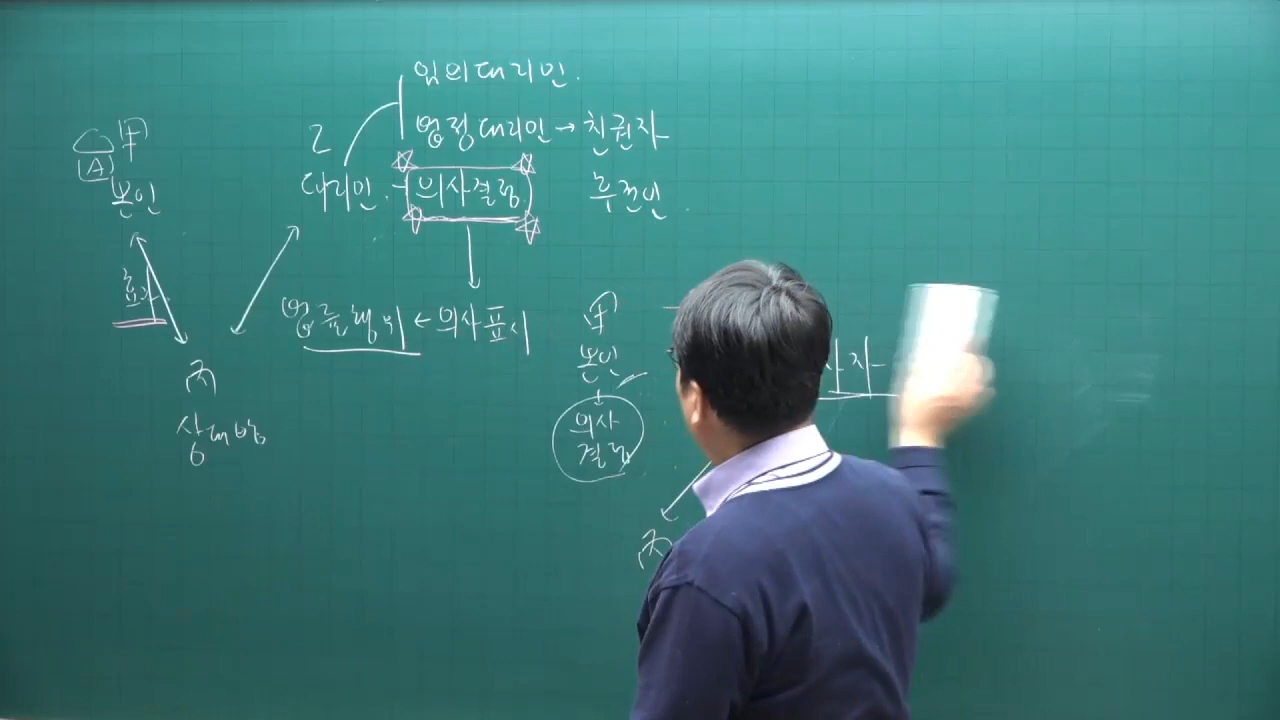 임의대리인.
법정대리인 → 친권자
후견인.
甲
A
본인
乙
대리인. - 의사결정.
효과
법률행위 ← 의사표시
丙
상대방
甲
본인
의사
결정
丙
사자